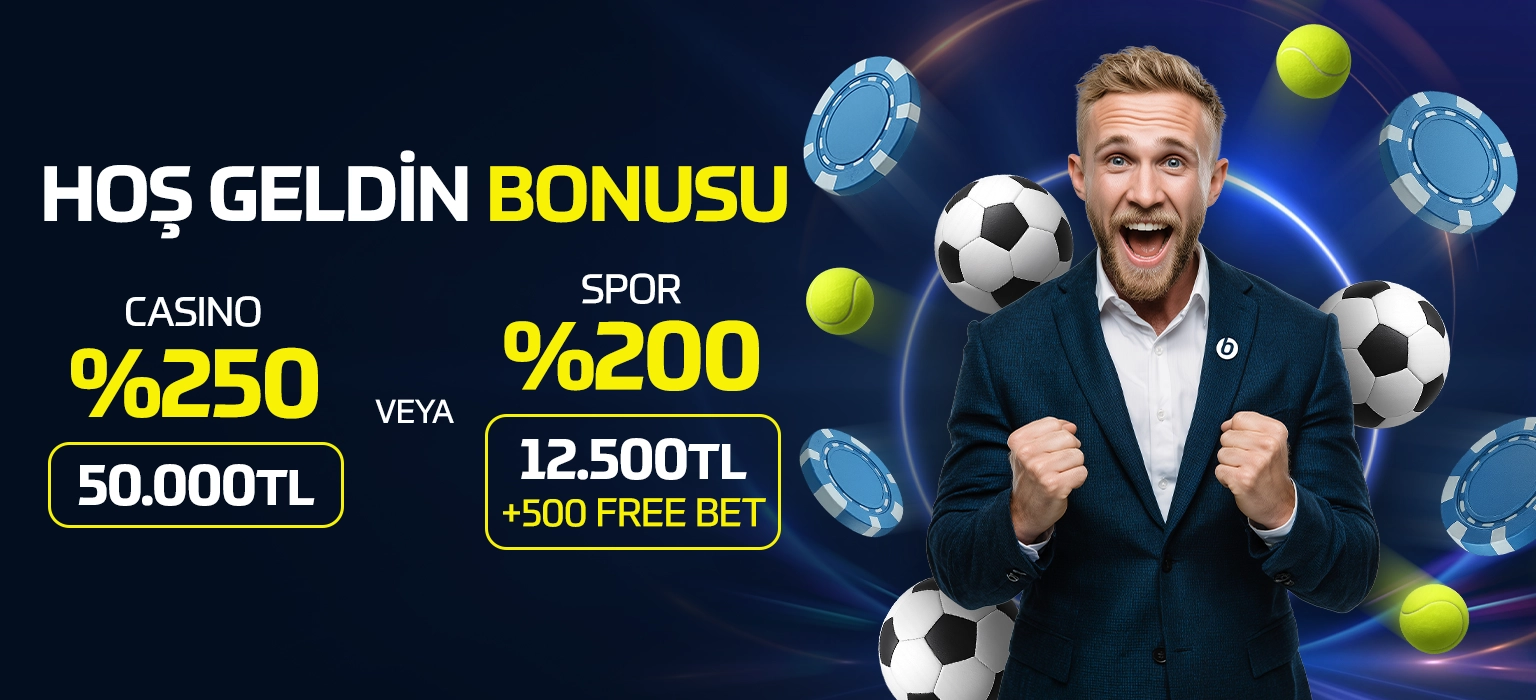 HOŞ GELDİN BONUSU
CASINO
%250
50.000TL
VEYA
SPOR
%200
12.500TL
+500 FREE BET
b